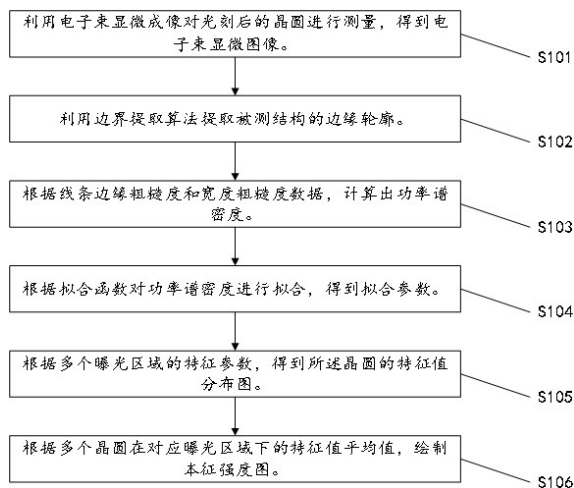 利用电子束显微成像对光刻后的晶圆进行测量，得到电
子束显微图像。
S101
利用边界提取算法提取被测结构的边缘轮廓。
S102
根据线条边缘粗糙度和宽度粗糙度数据，计算出功率谱
密度。
S103
根据拟合函数对功率谱密度进行拟合，得到拟合参数。
S104
根据多个曝光区域的特征参数，得到所述晶圆的特征值
分布图。
S105
根据多个晶圆在对应曝光区域下的特征值平均值，绘制
本征强度图。
S106